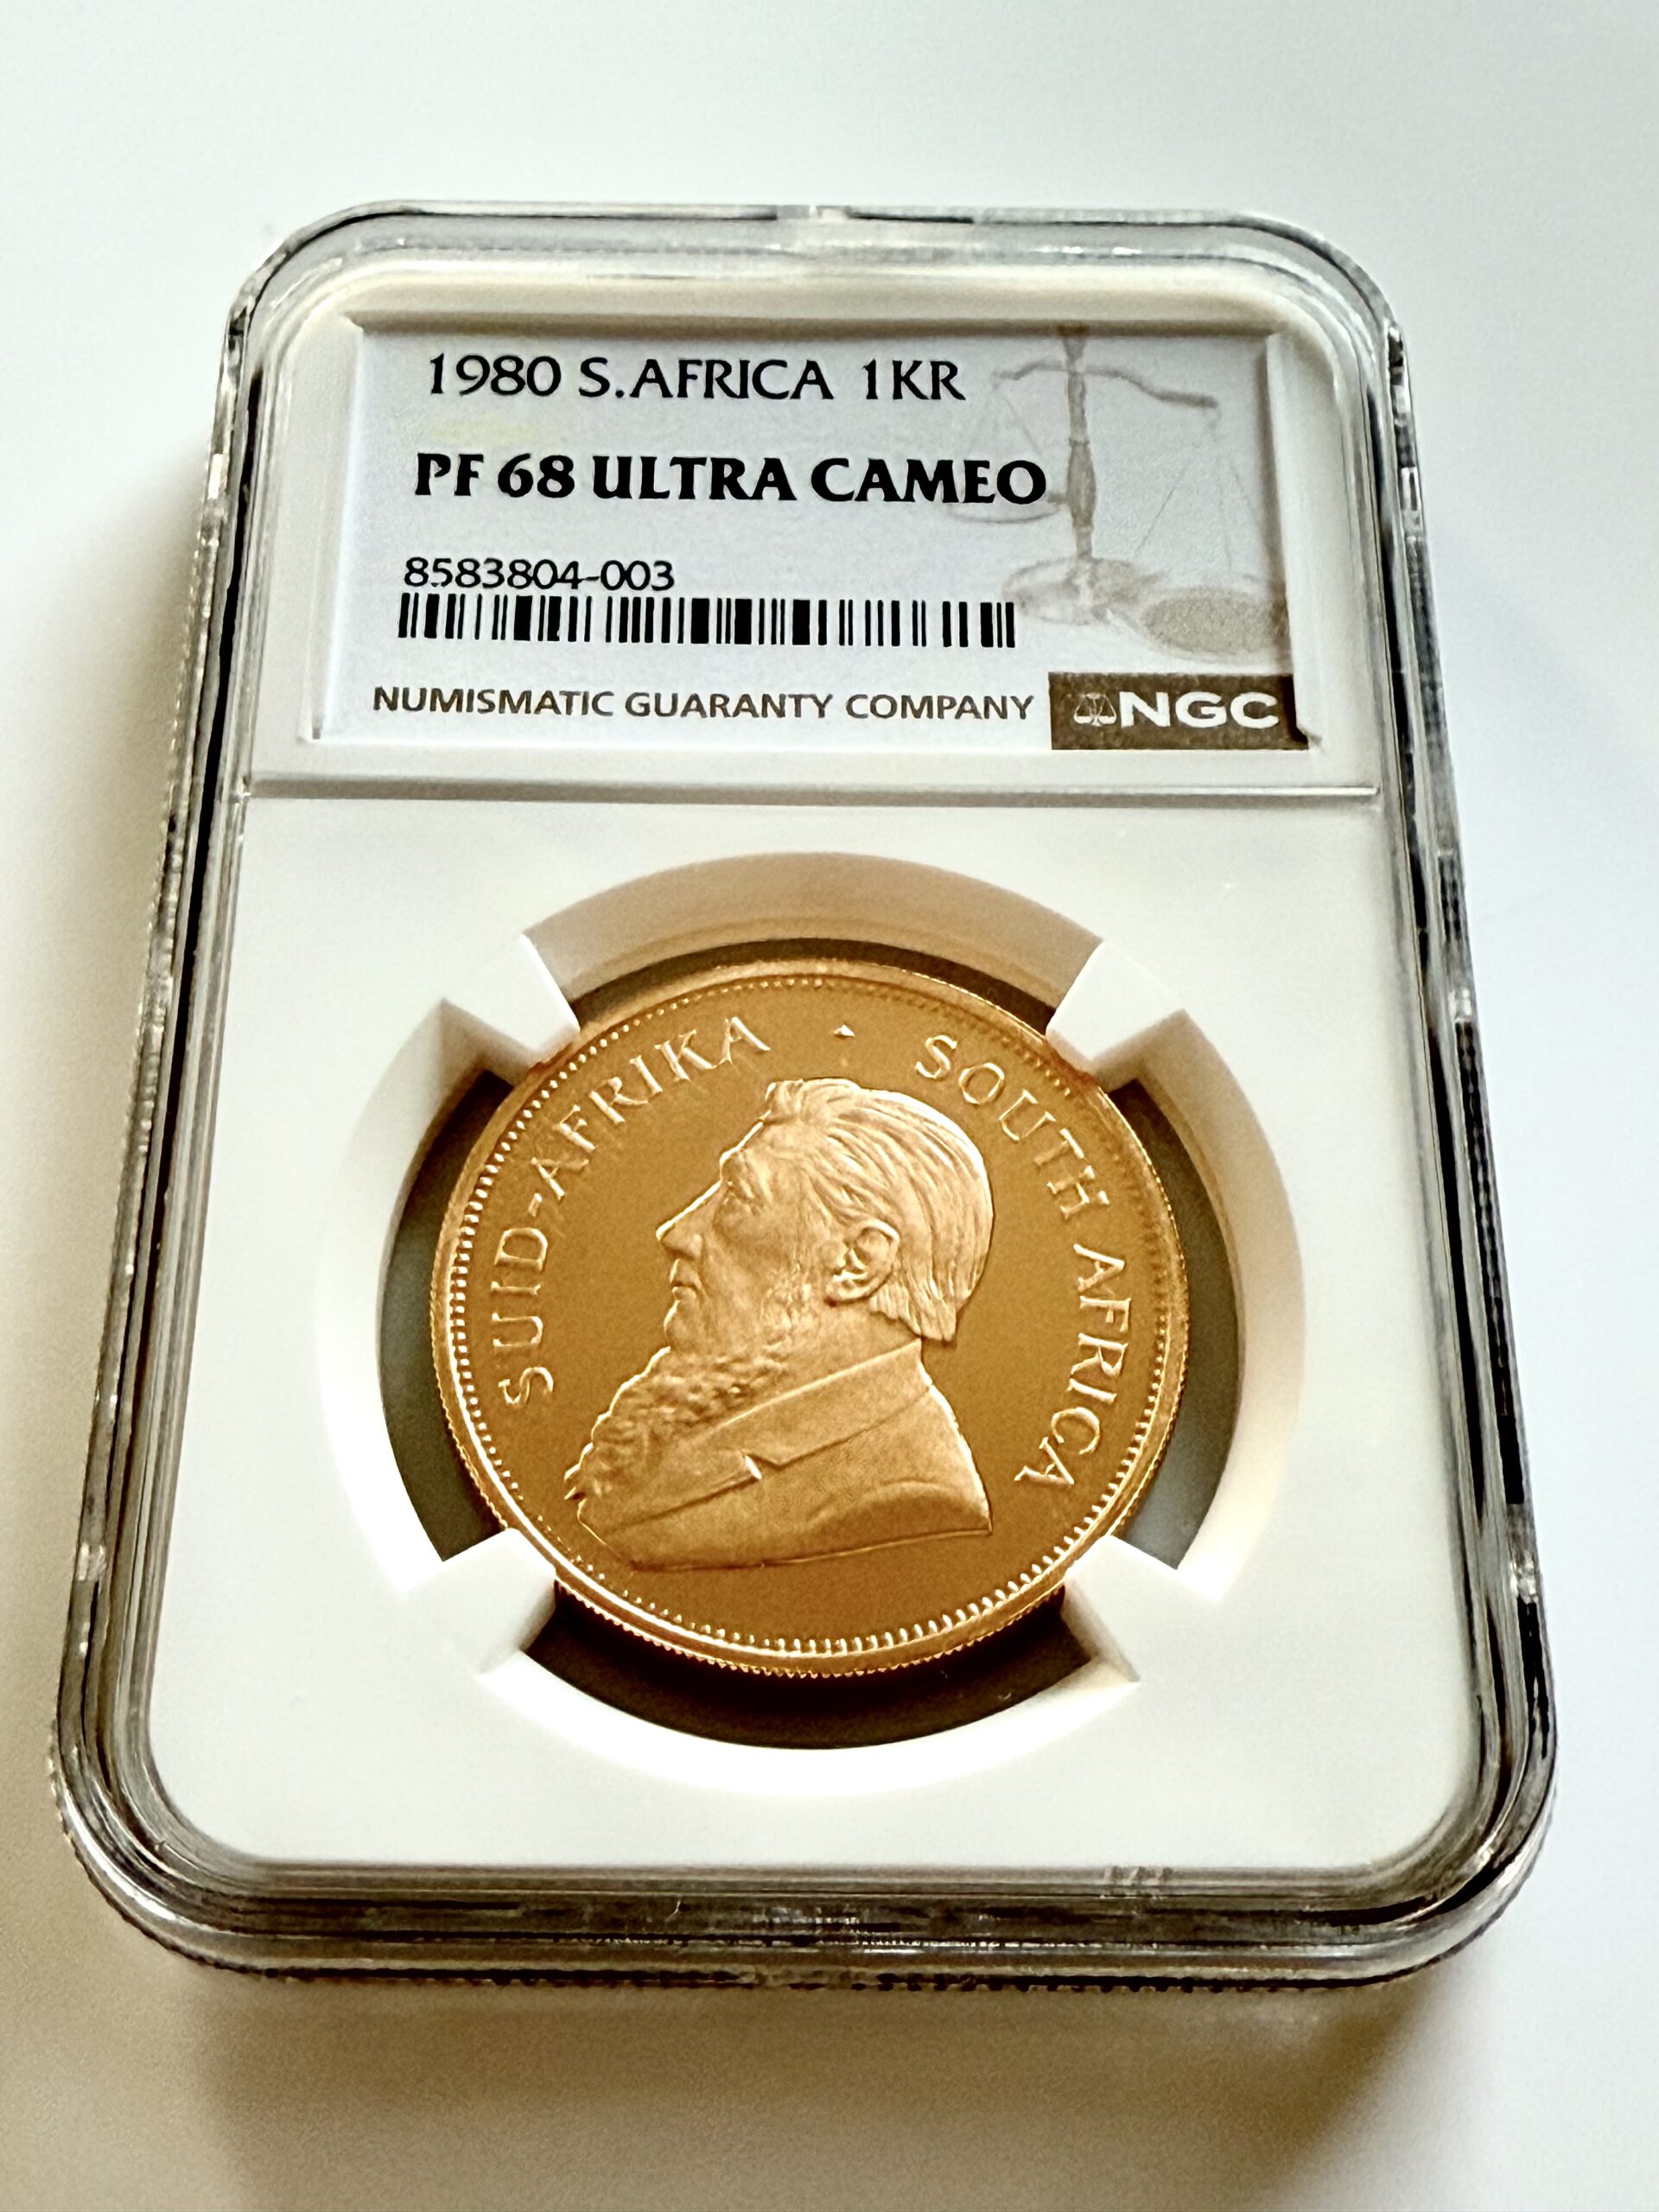 1980 S.AFRICA 1KR
PF 68 ULTRA CAMEO
8583804-003
NUMISMATIC GUARANTY COMPANY NGC
SUID-AFRIKA · SOUTH AFRICA